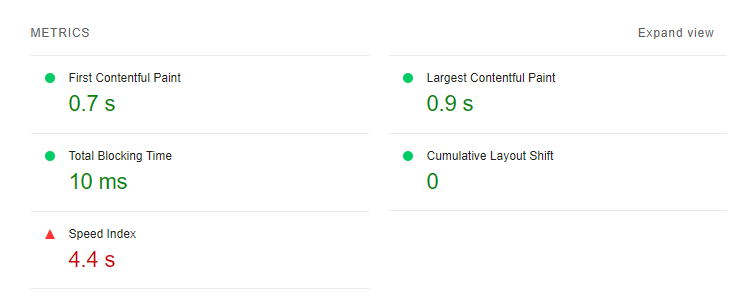 METRICS
Expand view
First Contentful Paint
0.7 s
Largest Contentful Paint
0.9 s
Total Blocking Time
10 ms
Cumulative Layout Shift
0
Speed Index
4.4 s